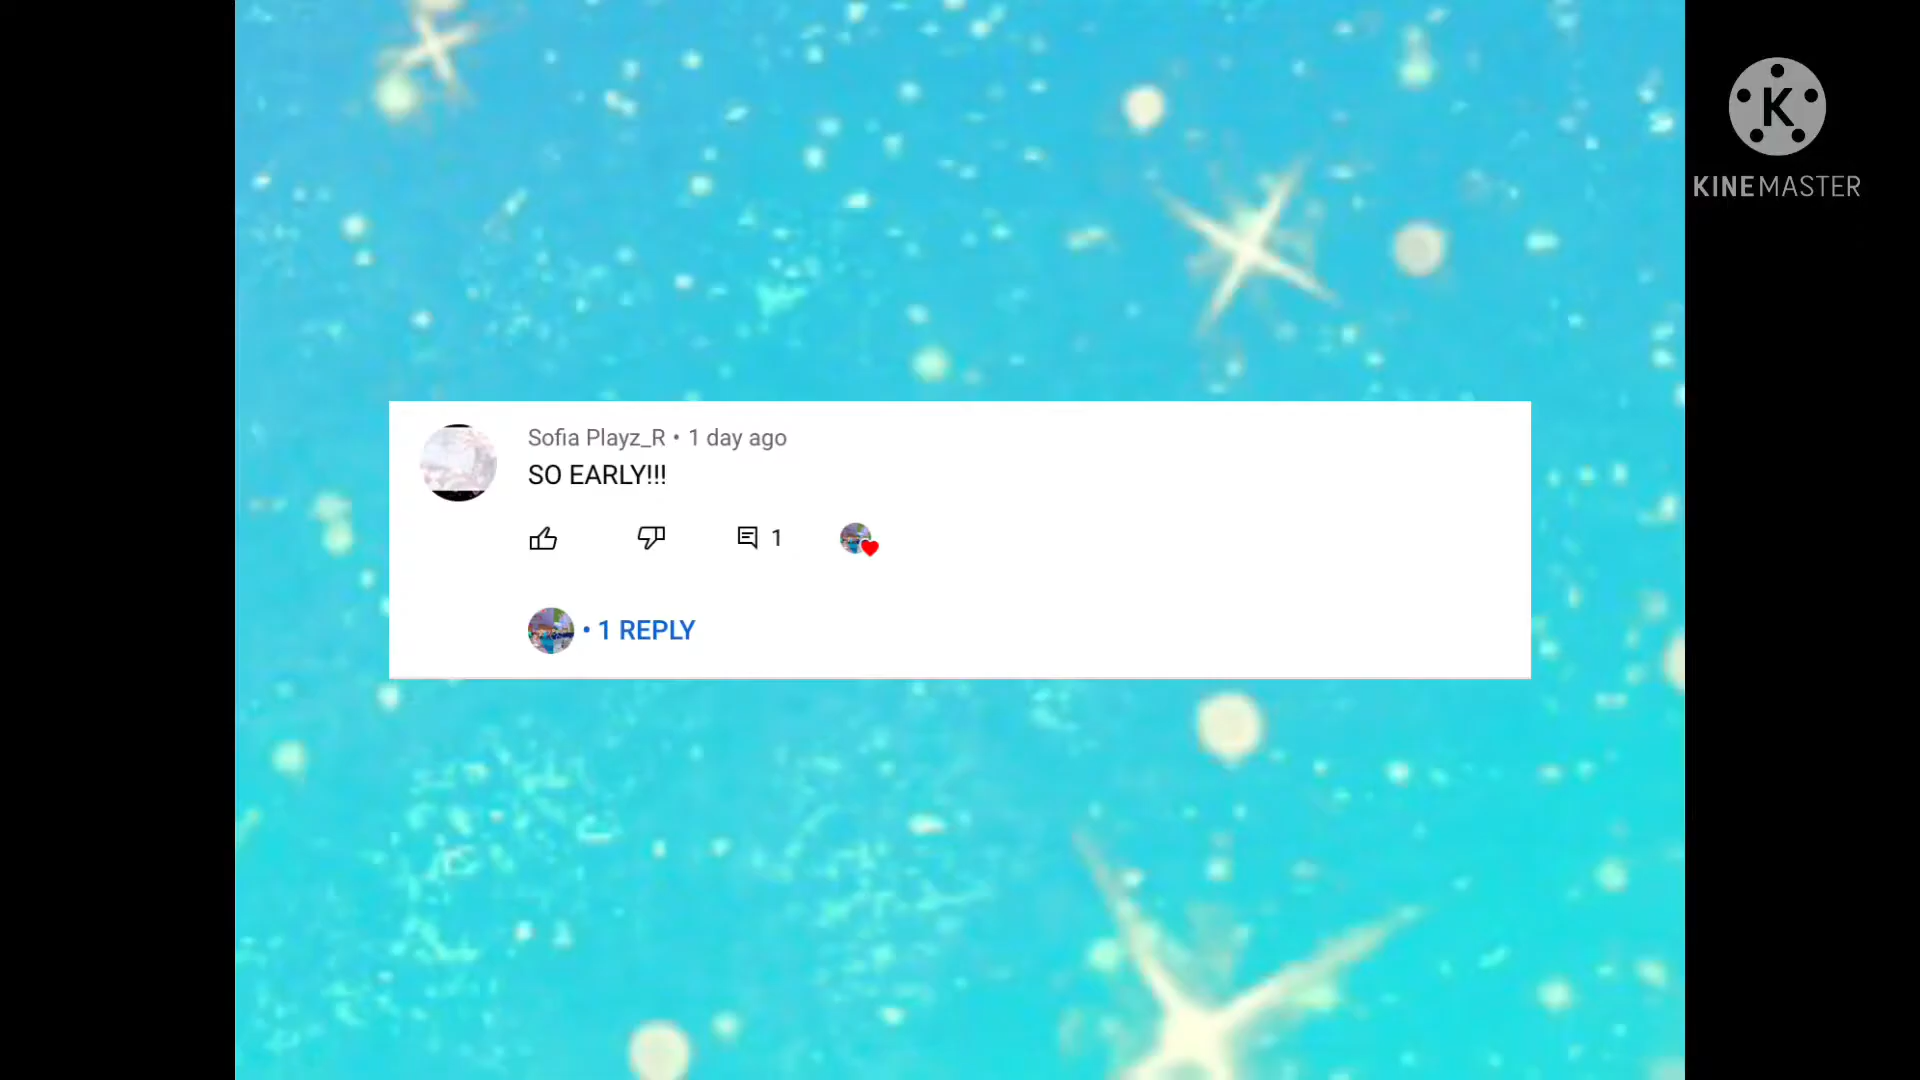 K
KINEMASTER
Sofia Playz_R • 1 day ago
SO EARLY!!!
1
• 1 REPLY